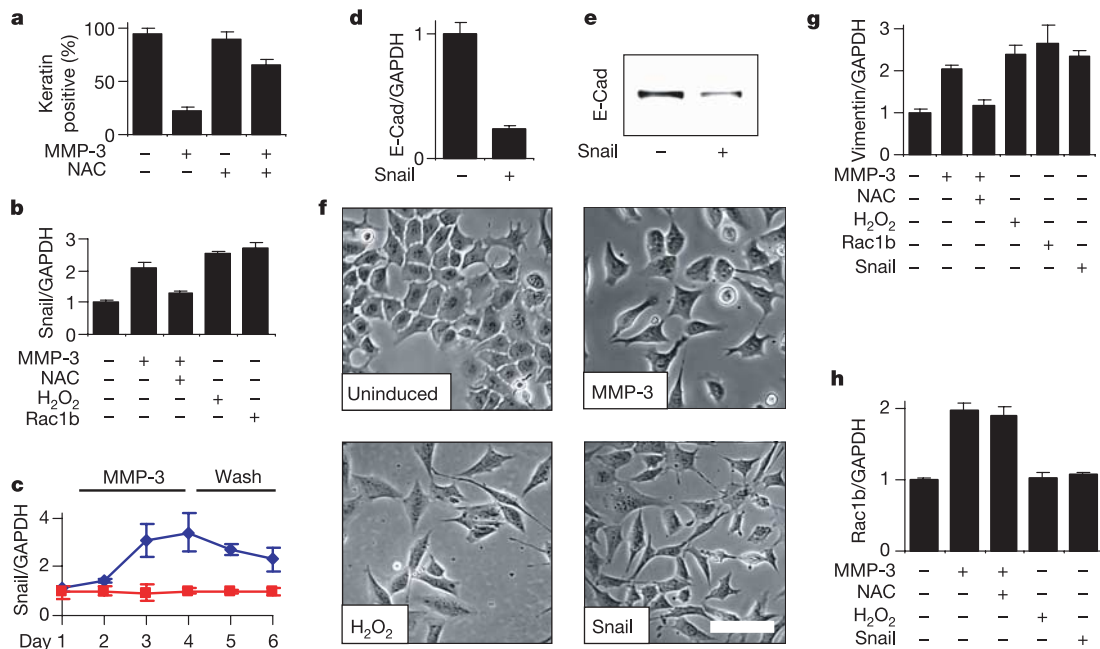 a
Keratin
positive (%)
100
50
0
MMP-3 – + – +
NAC – – + +
b
Snail/GAPDH
3
2
1
0
MMP-3 – + + – –
NAC – – + – –
H₂O₂ – – – + –
Rac1b – – – – +
c
MMP-3 Wash
Snail/GAPDH
4
2
0
Day 1 2 3 4 5 6
d
E-Cad/GAPDH
1
0
Snail – +
e
E-Cad
Snail – +
f
Uninduced
MMP-3
H₂O₂
Snail
g
Vimentin/GAPDH
3
2
1
0
MMP-3 – + + – – –
NAC – – + – – –
H₂O₂ – – – + – –
Rac1b – – – – + –
Snail – – – – – +
h
Rac1b/GAPDH
2
1
0
MMP-3 – + + – –
NAC – – + – –
H₂O₂ – – – + –
Snail – – – – +